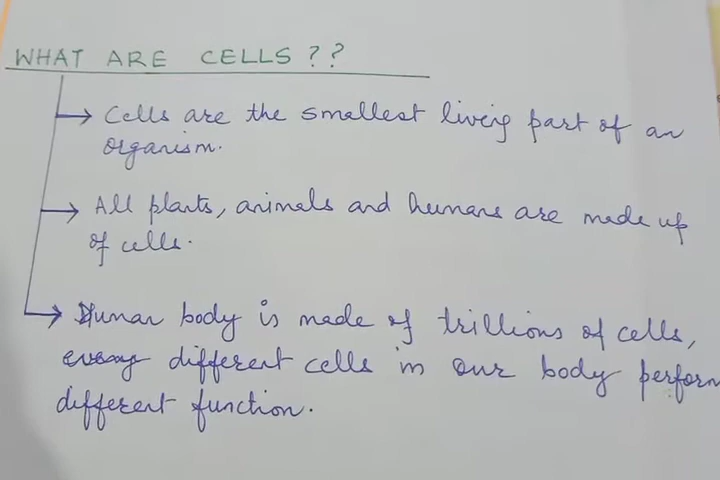 WHAT ARE CELLS ??
Cells are the smallest living part of an
organism.
All plants, animals and humans are made up
of cells.
Human body is made of trillions of cells,
every different cells in our body perform
different function.